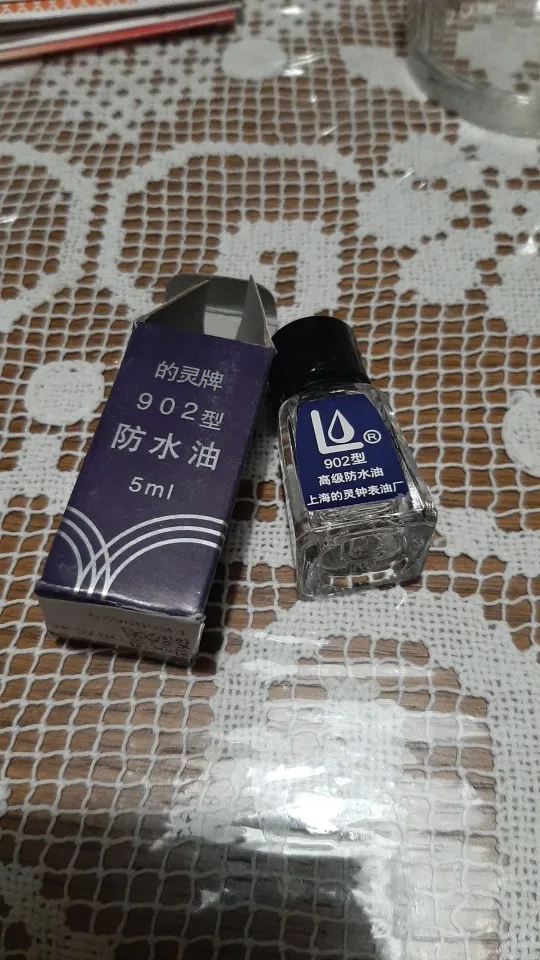 的灵牌
902型
防水油
5ml
L
®
902型
高级防水油
上海的灵钟表油厂